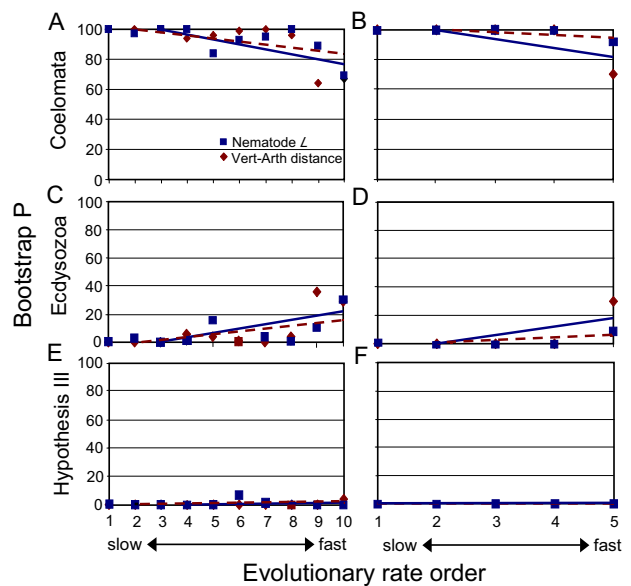 A
B
100
80
60
40
20
0
Coelomata
Nematode L
Vert-Arth distance
C
D
100
80
60
40
20
0
Ecdysozoa
Bootstrap P
E
F
100
80
60
40
20
0
Hypothesis III
1 2 3 4 5 6 7 8 9 10
1 2 3 4 5
slow fast
slow fast
Evolutionary rate order